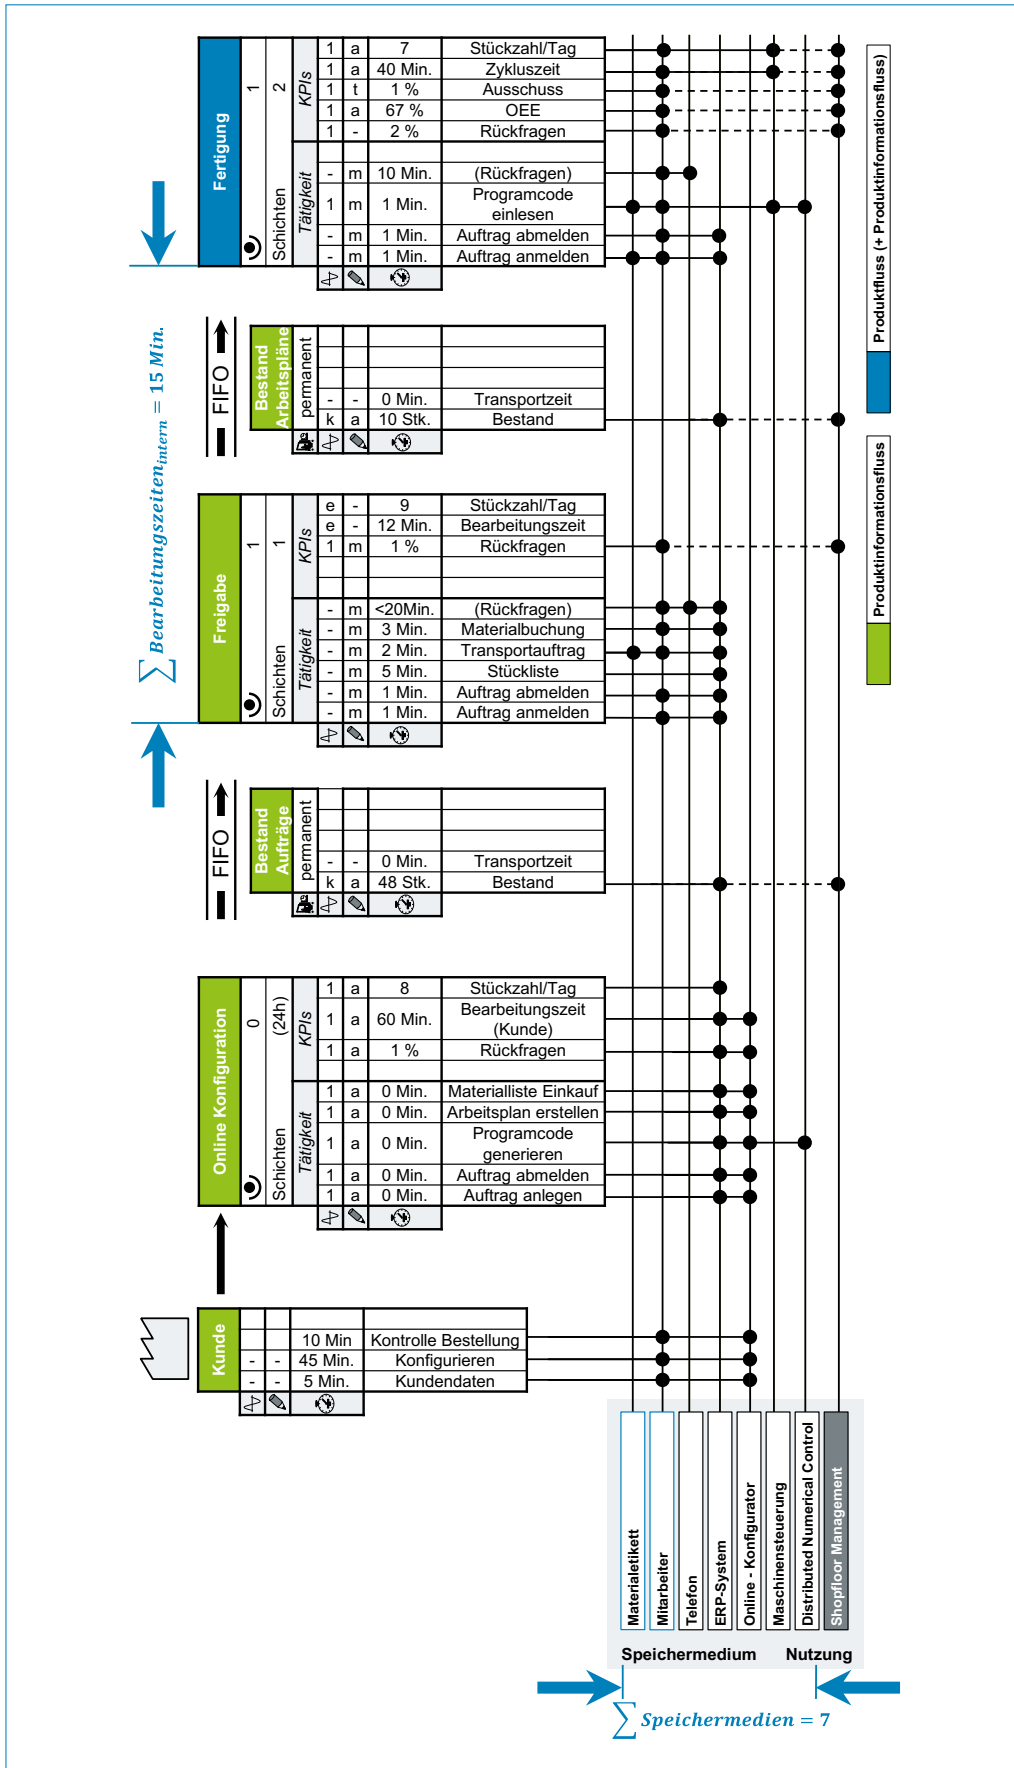 Fertigung
1
Schichten 2
KPIs
1 a 7 Stückzahl/Tag
1 a 40 Min. Zykluszeit
1 t 1 % Ausschuss
1 a 67 % OEE
1 - 2 % Rückfragen
Tätigkeit
- m 10 Min. (Rückfragen)
1 m 1 Min. Programcode
einlesen
- m 1 Min. Auftrag abmelden
- m 1 Min. Auftrag anmelden
∑ Bearbeitungszeiten intern = 15 Min.
FIFO
Bestand
Arbeitspläne
permanent
- - 0 Min. Transportzeit
k a 10 Stk. Bestand
Freigabe
1
Schichten 1
KPIs
e - 9 Stückzahl/Tag
e - 12 Min. Bearbeitungszeit
1 m 1 % Rückfragen
Tätigkeit
- m <20Min. (Rückfragen)
- m 3 Min. Materialbuchung
- m 2 Min. Transportauftrag
- m 5 Min. Stückliste
- m 1 Min. Auftrag abmelden
- m 1 Min. Auftrag anmelden
FIFO
Bestand
Aufträge
permanent
- - 0 Min. Transportzeit
k a 48 Stk. Bestand
Online Konfiguration
0
Schichten (24h)
KPIs
1 a 8 Stückzahl/Tag
1 a 60 Min. Bearbeitungszeit
(Kunde)
1 a 1 % Rückfragen
Tätigkeit
1 a 0 Min. Materialliste Einkauf
1 a 0 Min. Arbeitsplan erstellen
1 a 0 Min. Programcode
generieren
1 a 0 Min. Auftrag abmelden
1 a 0 Min. Auftrag anlegen
Kunde
10 Min Kontrolle Bestellung
- - 45 Min. Konfigurieren
- - 5 Min. Kundendaten
Produktfluss (+ Produktinformationsfluss)
Produktinformationsfluss
Materialetikett
Mitarbeiter
Telefon
ERP-System
Online - Konfigurator
Maschinensteuerung
Distributed Numerical Control
Shopfloor Management
Speichermedium Nutzung
∑ Speichermedien = 7